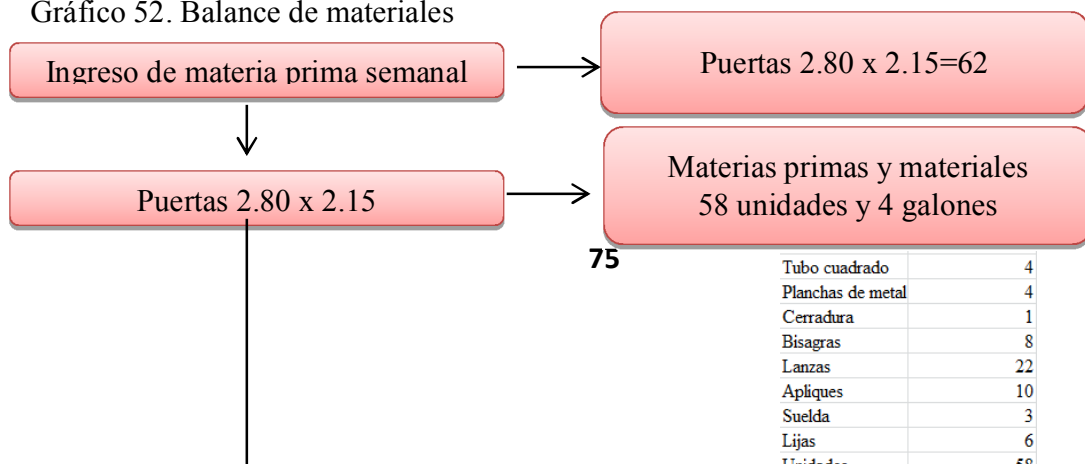 Gráfico 52. Balance de materiales
Ingreso de materia prima semanal
Puertas 2.80 x 2.15=62
Puertas 2.80 x 2.15
Materias primas y materiales
58 unidades y 4 galones
75
Tubo cuadrado 4
Planchas de metal 4
Cerradura 1
Bisagras 8
Lanzas 22
Apliques 10
Suelda 3
Lijas 6
Unidades 58